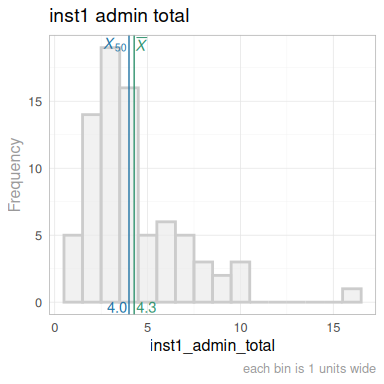 inst1 admin total
X50 X̅
15
10
5
0
4.0 4.3
0 5 10 15
Frequency
inst1_admin_total
each bin is 1 units wide